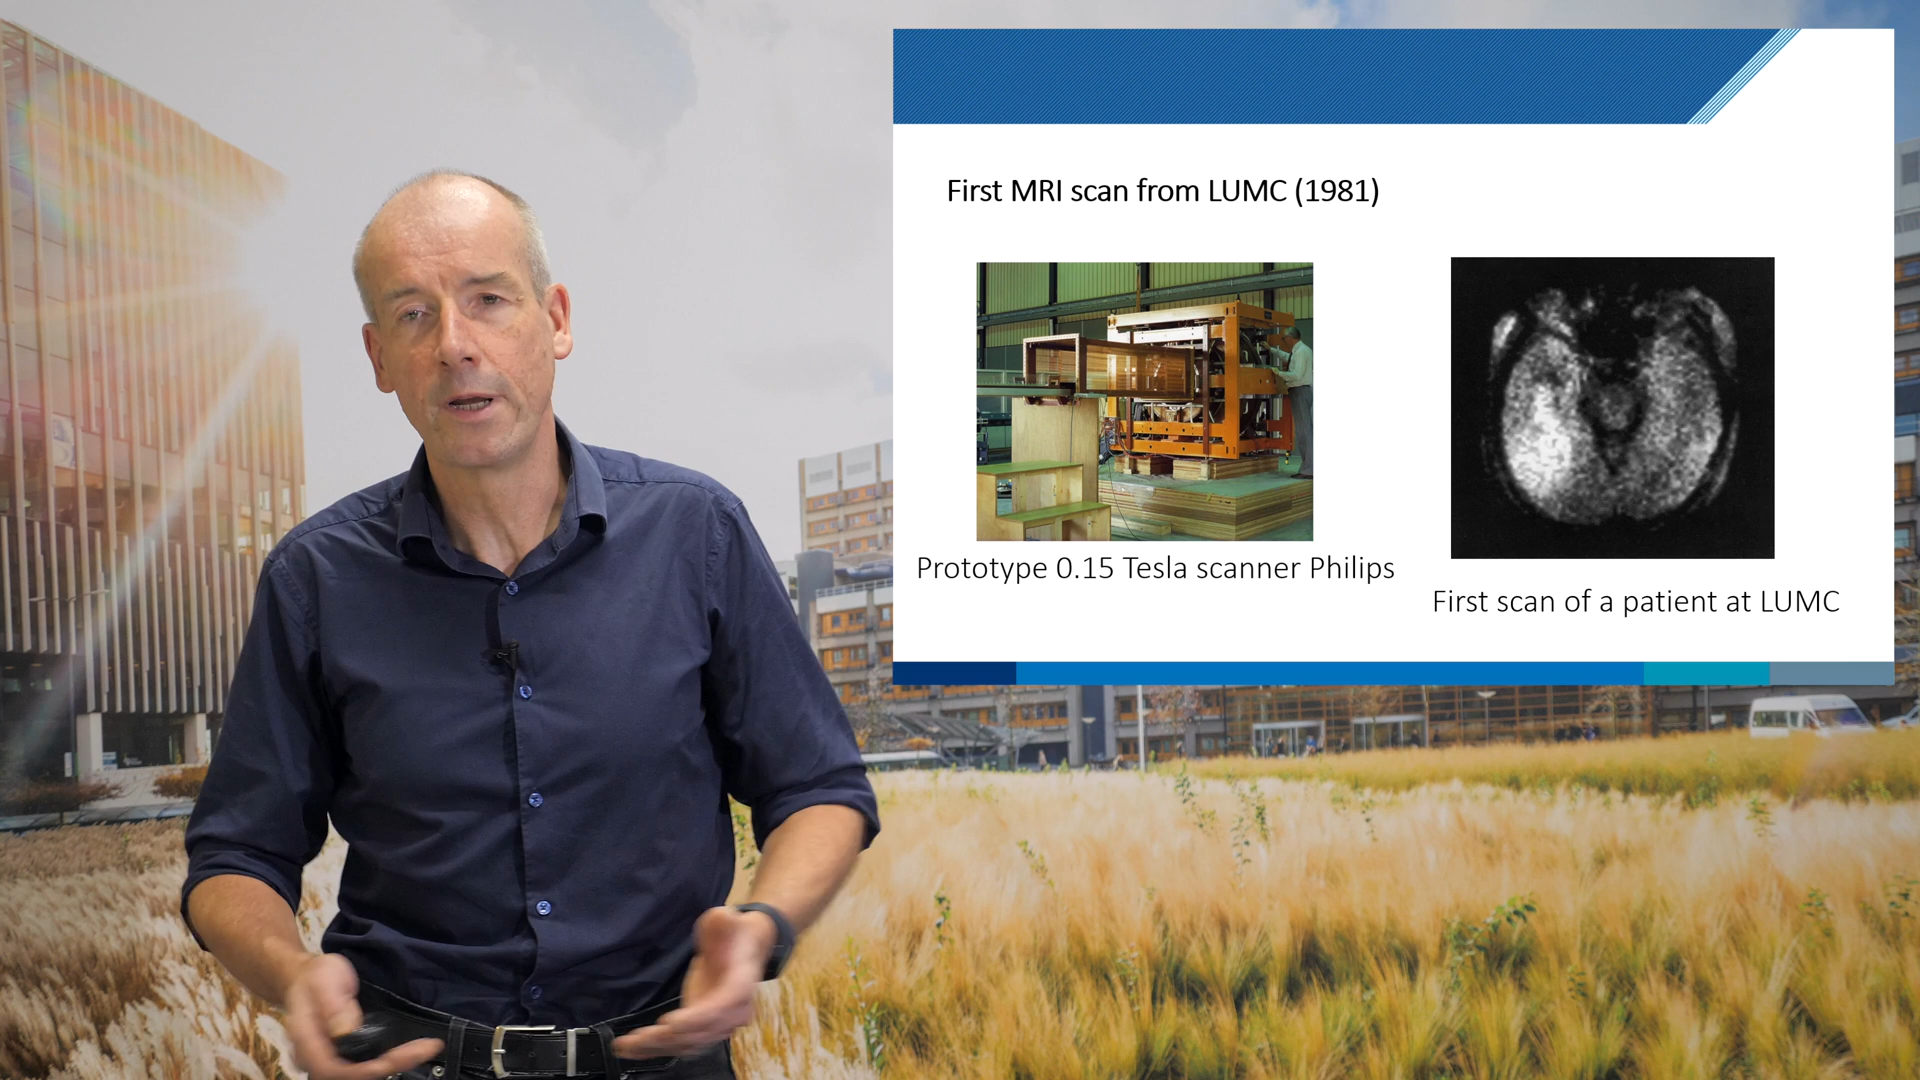 First MRI scan from LUMC (1981)
Prototype 0.15 Tesla scanner Philips
First scan of a patient at LUMC